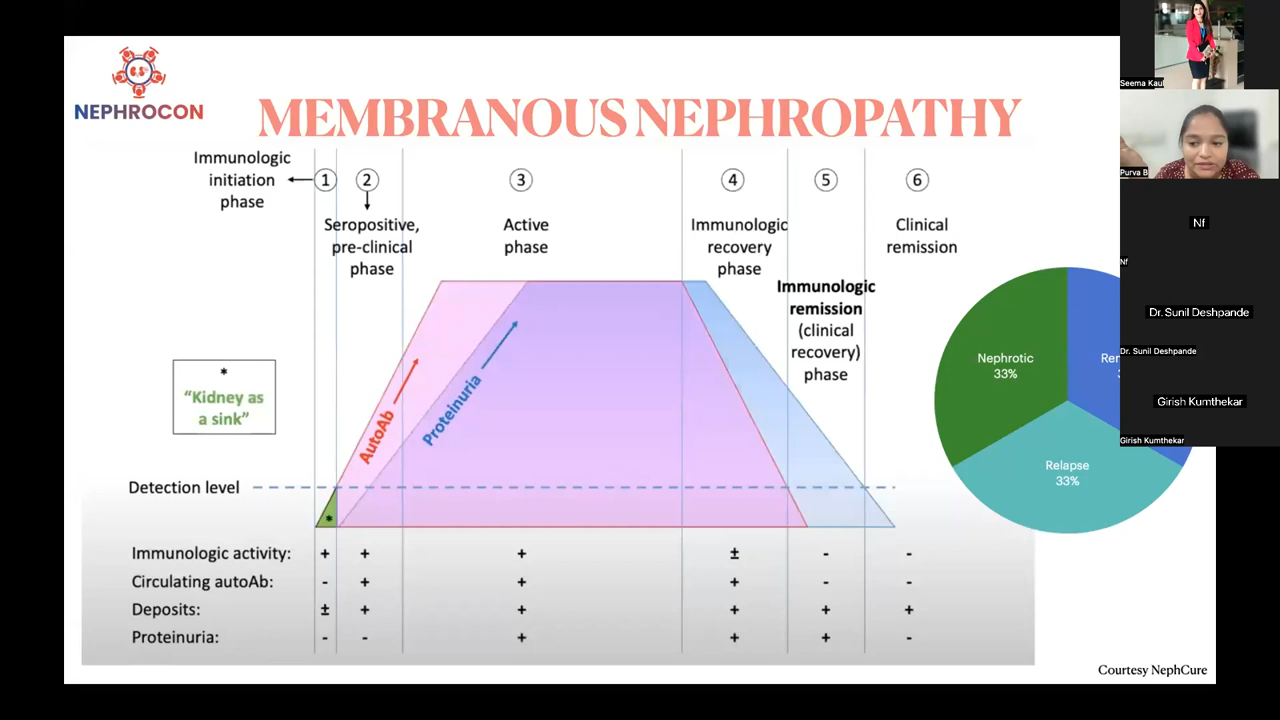 NEPHROCON
MEMBRANOUS NEPHROPATHY
Immunologic
initiation
phase
1
2
3
4
5
6
Seropositive,
pre-clinical
phase
Active
phase
Immunologic
recovery
phase
Immunologic
remission
(clinical
recovery)
phase
Clinical
remission
*
“Kidney as
a sink”
AutoAb
Proteinuria
Detection level
*
Immunologic activity: + + + ± - -
Circulating autoAb: - + + + - -
Deposits: ± + + + + +
Proteinuria: - - + + + -
Nephrotic
33%
Relapse
33%
Courtesy NephCure
Seema Kaul
Purva B
Nf
Nf
Dr. Sunil Deshpande
Dr. Sunil Deshpande
Girish Kumthekar
Girish Kumthekar